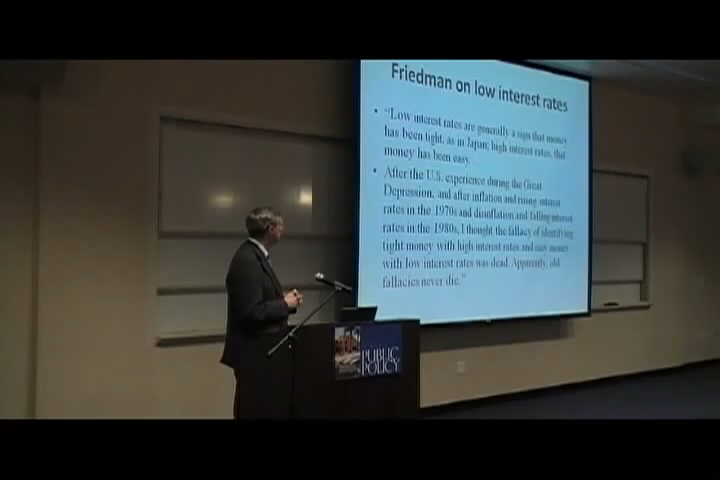 Friedman on low interest rates
• “Low interest rates are generally a sign that money
has been tight, as in Japan; high interest rates, that
money has been easy.
• After the U.S. experience during the Great
Depression, and after inflation and rising interest
rates in the 1970s and disinflation and falling interest
rates in the 1980s, I thought the fallacy of identifying
tight money with high interest rates and easy money
with low interest rates was dead. Apparently, old
fallacies never die.”
PUBLIC
POLICY